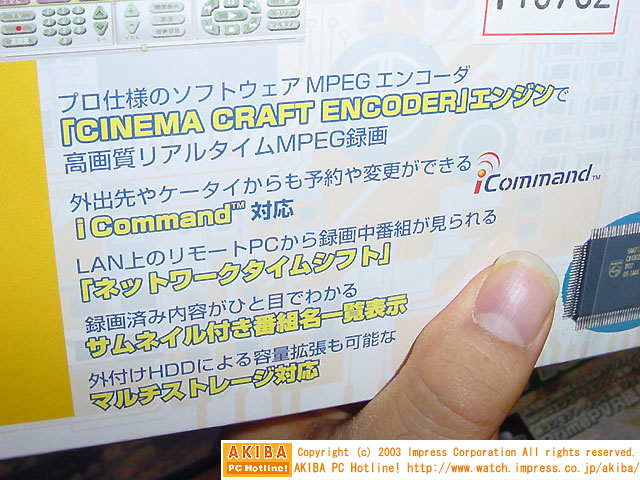 プロ仕様のソフトウェア MPEG エンコーダ
「CINEMA CRAFT ENCODER」エンジンで
高画質リアルタイムMPEG録画
外出先やケータイからも予約や変更ができる
iCommand™ 対応
iCommand™
LAN上のリモートPCから録画中番組が見られる
「ネットワークタイムシフト」
録画済み内容がひと目でわかる
サムネイル付き番組名一覧表示
外付けHDDによる容量拡張も可能な
マルチストレージ対応
AKIBA
PC Hotline!
Copyright (c) 2003 Impress Corporation All rights reserved.
AKIBA PC Hotline! http://www.watch.impress.co.jp/akiba/